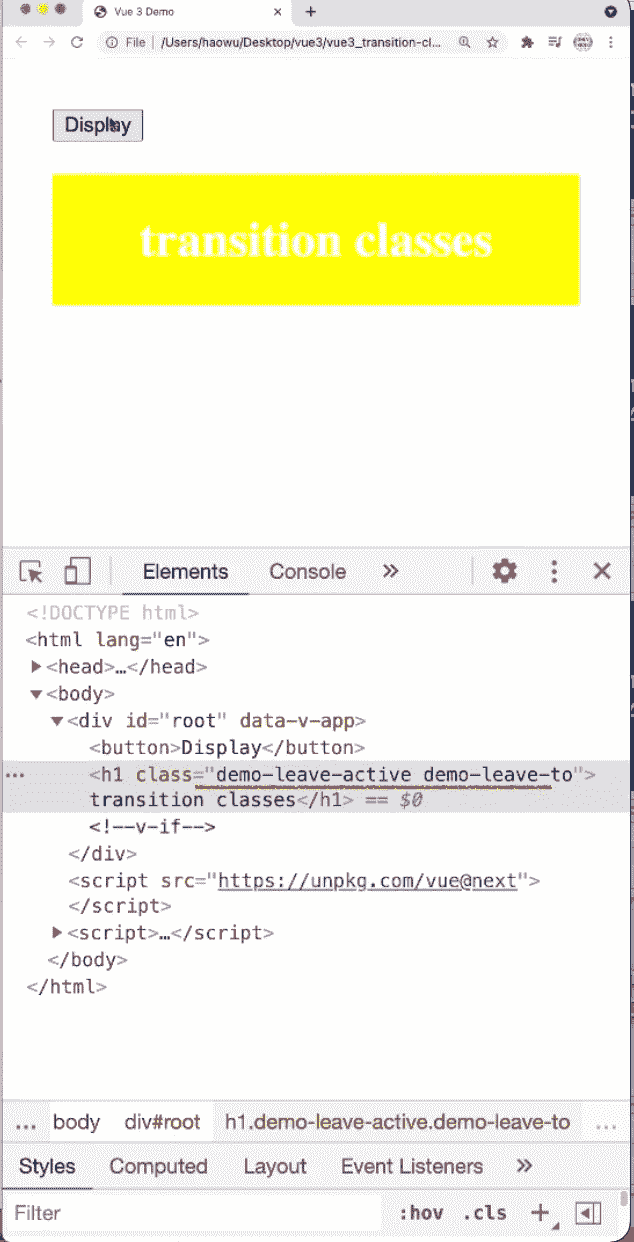 Vue 3 Demo
File | /Users/haowu/Desktop/vue3/vue3_transition-cl...
Display
transition classes
Elements Console
<!DOCTYPE html>
<html lang="en">
<head>…</head>
<body>
<div id="root" data-v-app>
<button>Display</button>
<h1 class="demo-leave-active demo-leave-to">
transition classes</h1> == $0
<!--v-if-->
</div>
<script src="https://unpkg.com/vue@next">
</script>
<script>…</script>
</body>
</html>
... body div#root h1.demo-leave-active.demo-leave-to ...
Styles Computed Layout Event Listeners
Filter :hov .cls